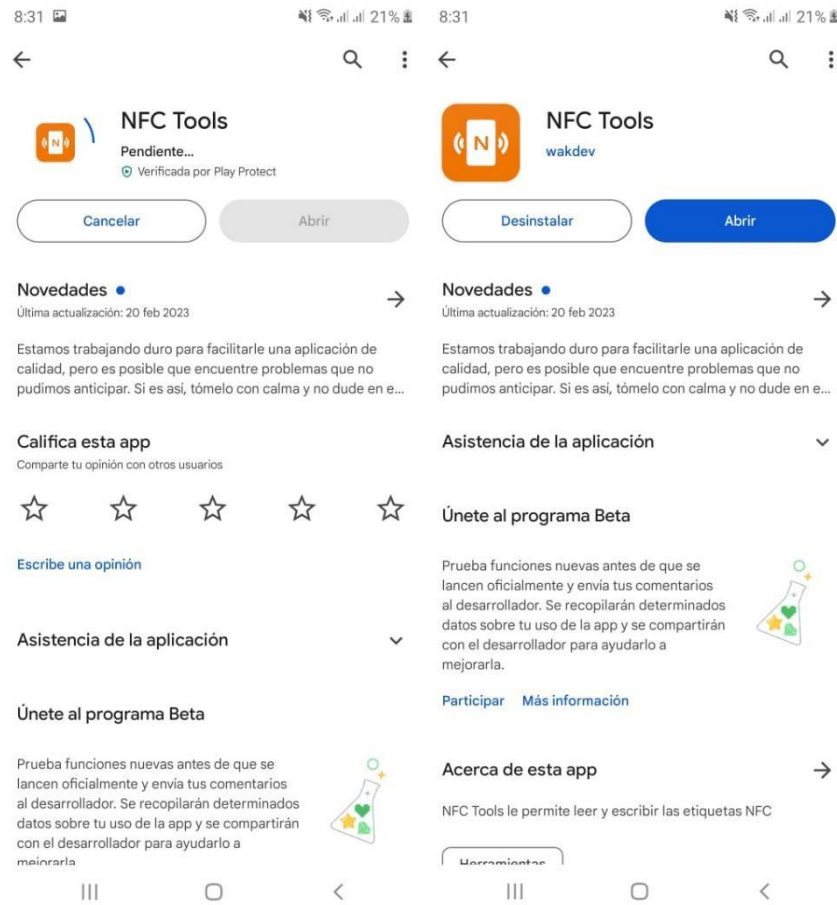 8:31
21%
NFC Tools
Pendiente...
Verificada por Play Protect
Cancelar
Abrir
Novedades
Última actualización: 20 feb 2023
Estamos trabajando duro para facilitarle una aplicación de
calidad, pero es posible que encuentre problemas que no
pudimos anticipar. Si es así, tómelo con calma y no dude en e...
Califica esta app
Comparte tu opinión con otros usuarios
Escribe una opinión
Asistencia de la aplicación
Únete al programa Beta
Prueba funciones nuevas antes de que se
lancen oficialmente y envía tus comentarios
al desarrollador. Se recopilarán determinados
datos sobre tu uso de la app y se compartirán
con el desarrollador para ayudarlo a
mejorarla
8:31
21%
N
NFC Tools
wakdev
Desinstalar
Abrir
Novedades
Última actualización: 20 feb 2023
Estamos trabajando duro para facilitarle una aplicación de
calidad, pero es posible que encuentre problemas que no
pudimos anticipar. Si es así, tómelo con calma y no dude en e...
Asistencia de la aplicación
Únete al programa Beta
Prueba funciones nuevas antes de que se
lancen oficialmente y envía tus comentarios
al desarrollador. Se recopilarán determinados
datos sobre tu uso de la app y se compartirán
con el desarrollador para ayudarlo a
mejorarla.
Participar Más información
Acerca de esta app
NFC Tools le permite leer y escribir las etiquetas NFC
Herramientas